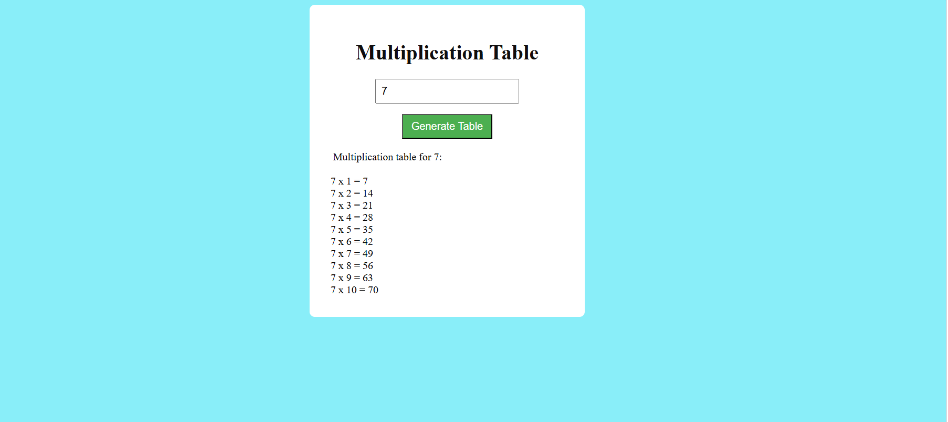 Multiplication Table
7
Generate Table
Multiplication table for 7:
7 x 1 = 7
7 x 2 = 14
7 x 3 = 21
7 x 4 = 28
7 x 5 = 35
7 x 6 = 42
7 x 7 = 49
7 x 8 = 56
7 x 9 = 63
7 x 10 = 70